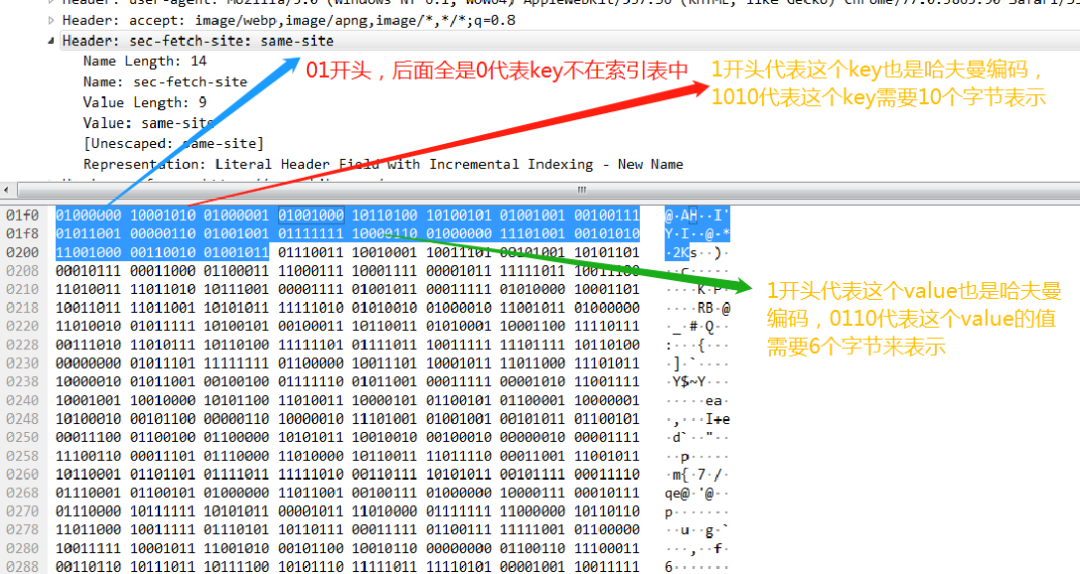 Header: user-agent: Mozilla/5.0 (Windows NT 6.1; WOW64) AppleWebKit/537.36 (KHTML, like Gecko) Chrome/77.0.3865.90 Safari/53
Header: accept: image/webp,image/apng,image/*,*/*;q=0.8
Header: sec-fetch-site: same-site
Name Length: 14
Name: sec-fetch-site
Value Length: 9
Value: same-site
[Unescaped: same-site]
Representation: Literal Header Field with Incremental Indexing - New Name
01开头，后面全是0代表key不在索引表中
1开头代表这个key也是哈夫曼编码，
1010代表这个key需要10个字节表示
01f0 01000000 10001010 01000001 01001000 10110100 10100101 01001001 00100111 @·AH··I'
01f8 01011001 00000110 01001001 01111111 10000110 01000000 11101001 00101010 Y·I··@·*
0200 11001000 00110010 01001011 01110011 10010001 10011101 00101001 10101101 ·2Ks··)·
0208 00010111 00011000 01100011 11000111 10001111 00001011 11111011 10011100 ··c·····
0210 11010011 11011010 10111001 00001111 01001011 00011111 01010000 10001101 ····K·P·
0218 10011011 11011001 10101011 11111010 01010010 01000010 11001011 01000000 ····RB·@
0220 11010010 01011111 10100101 00100011 10110011 01010001 10001100 11110111 ·_·#·Q··
0228 00111010 11010111 10110100 11111101 01111011 10011111 11101111 10110100 :···{···
0230 00000000 01011101 11111111 01100000 10011101 10001011 11011000 11101011 ·]·`····
0238 10000010 01011001 00100100 01111110 01011001 00011111 00001010 11001111 ·Y$~Y···
0240 10001001 10010000 10101100 11010011 10000101 01100101 01100001 10000001 ·····ea·
0248 10100010 00101100 00000110 10000010 11101001 01001001 00101011 01100101 ·,···I+e
0250 00011100 01100100 01100000 10101011 10010010 00100010 00000010 00001111 ·d`··"··
0258 11100110 00011101 01110000 11010000 10110111 11011110 00011001 11001011 ··p·····
0260 10110001 01101101 01111011 11111010 00110111 10101011 00101111 00011110 ·m{·7·/·
0268 01110001 01100101 01000000 11011001 00100111 01000000 10000111 00010111 qe@·'@··
0270 01110000 10111111 10101011 00001011 11010000 01111111 11000000 10110110 p·······
0278 11011000 10011111 01110101 10110111 00011111 01100111 11111001 01100000 ··u··g·`
0280 10011111 10001011 11001010 00101100 10010110 00000000 01100110 11100011 ···,··f·
0288 00110110 10111011 10111100 10101110 11111011 11110101 00001001 10011111 6·······
1开头代表这个value也是哈夫曼
编码，0110代表这个value的值
需要6个字节来表示